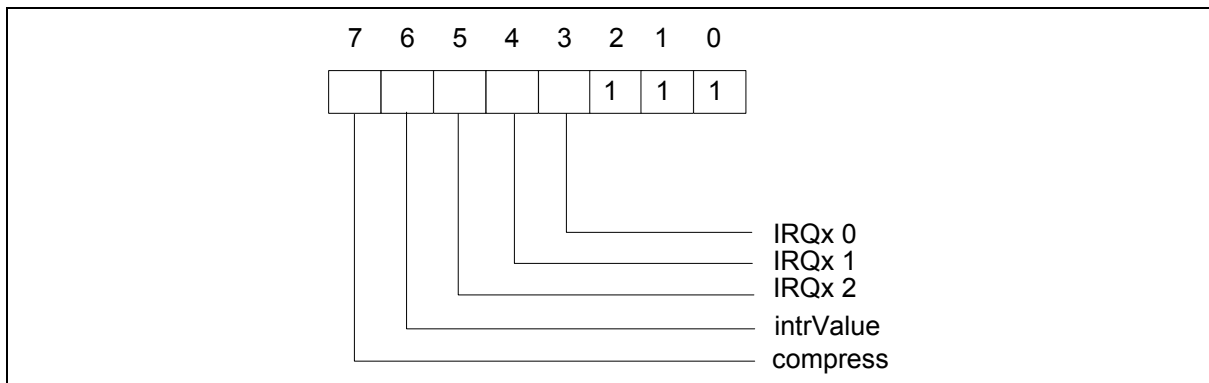 7 6 5 4 3 2 1 0
1 1 1
IRQx 0
IRQx 1
IRQx 2
intrValue
compress